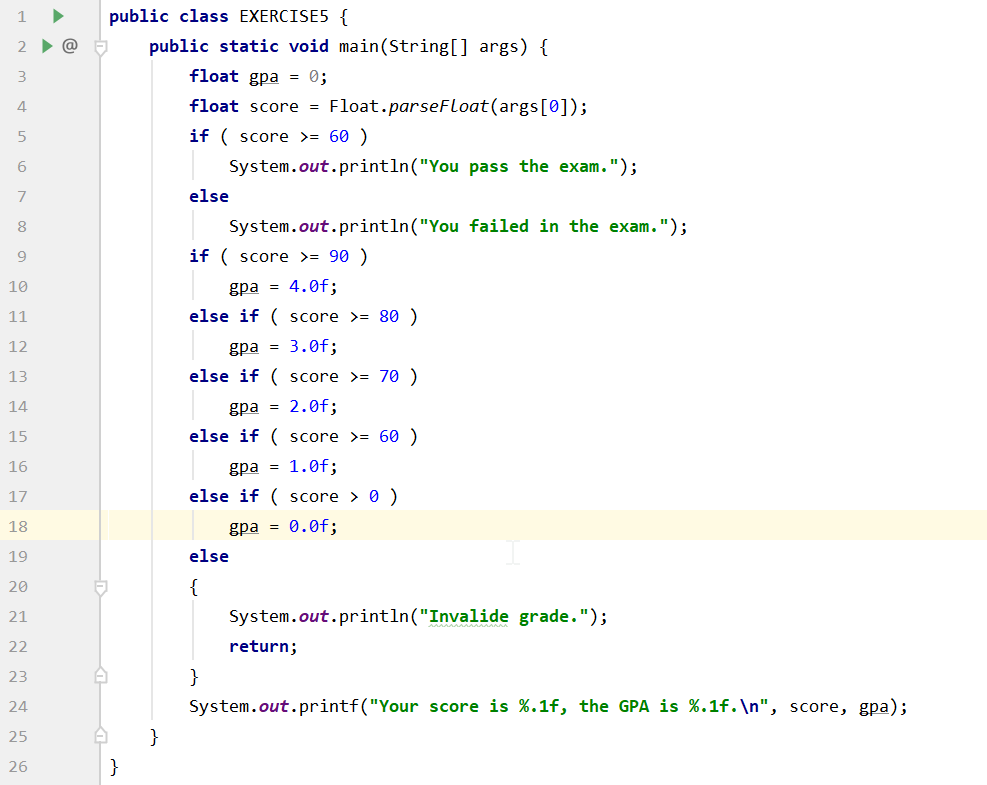 1 public class EXERCISE5 {
2 @ public static void main(String[] args) {
3 float gpa = 0;
4 float score = Float.parseFloat(args[0]);
5 if ( score >= 60 )
6 System.out.println("You pass the exam.");
7 else
8 System.out.println("You failed in the exam.");
9 if ( score >= 90 )
10 gpa = 4.0f;
11 else if ( score >= 80 )
12 gpa = 3.0f;
13 else if ( score >= 70 )
14 gpa = 2.0f;
15 else if ( score >= 60 )
16 gpa = 1.0f;
17 else if ( score > 0 )
18 gpa = 0.0f;
19 else
20 {
21 System.out.println("Invalide grade.");
22 return;
23 }
24 System.out.printf("Your score is %.1f, the GPA is %.1f.\n", score, gpa);
25 }
26 }